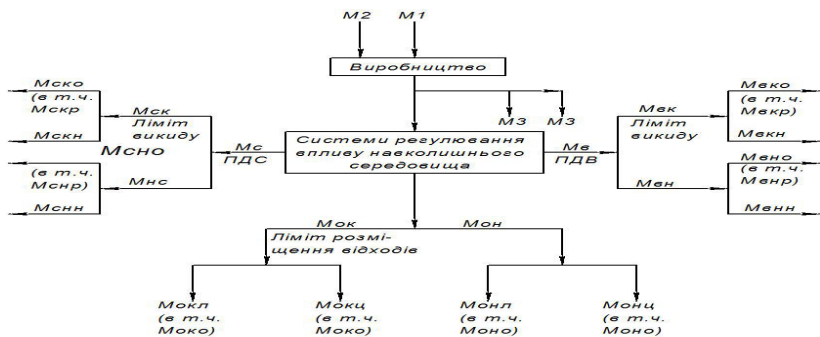 М2 М1
Виробництво
М3 М3
Мско
(в т.ч.
Мскр
Мскн
Мск
Ліміт
викиду
Мсно
(в т.ч.
Мснр)
Мснн
Мнс
Мс
ПДС
Системи регулювання
впливу навколишнього
середовища
Мв
ПДВ
Мвк
Ліміт
викиду
Мвн
Мвко
(в т.ч.
Мвкр)
Мвкн
Мвно
(в т.ч.
Мвнр)
Мвнн
Мок
Ліміт розмі-
щення відходів
Мон
Мокл
(в т.ч.
Моко)
Мокц
(в т.ч.
Моко)
Монл
(в т.ч.
Моно)
Монц
(в т.ч.
Моно)